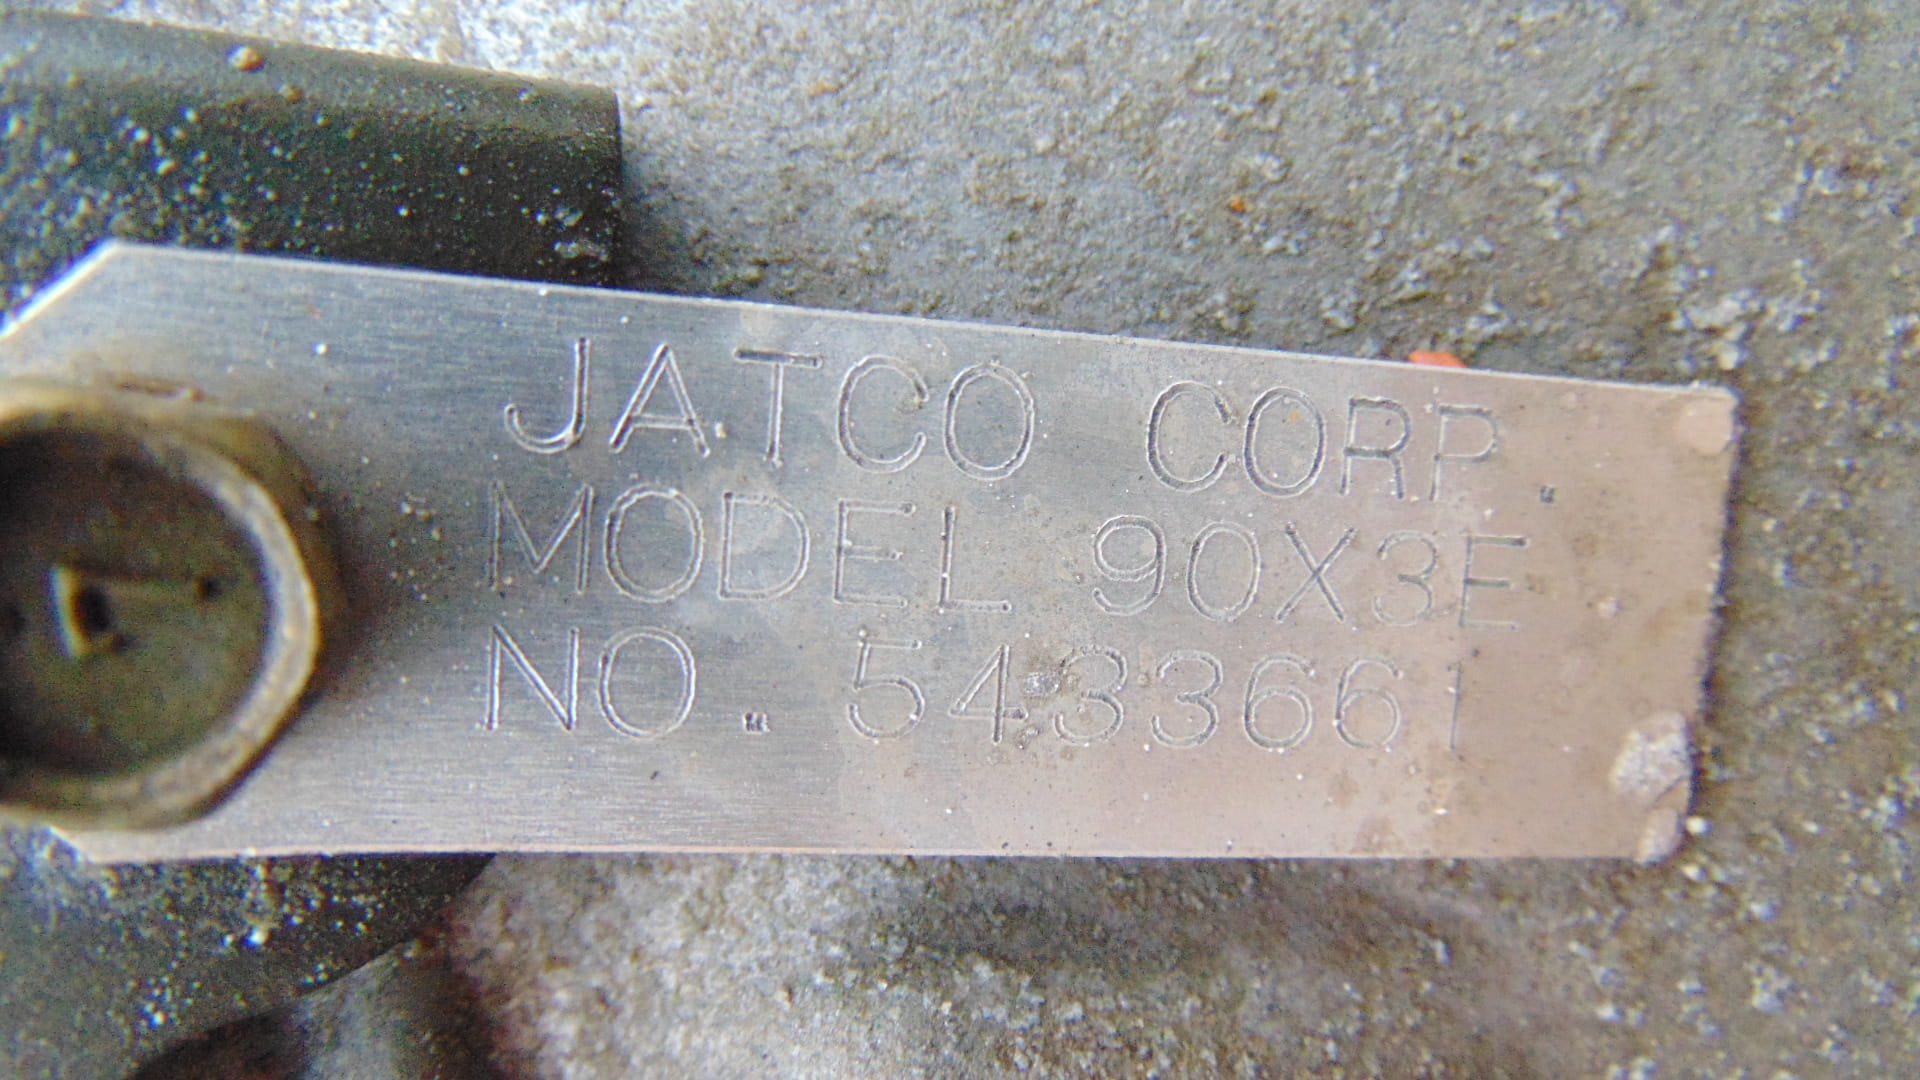 JATCO CORP.
MODEL 90X3E
NO. 5433661